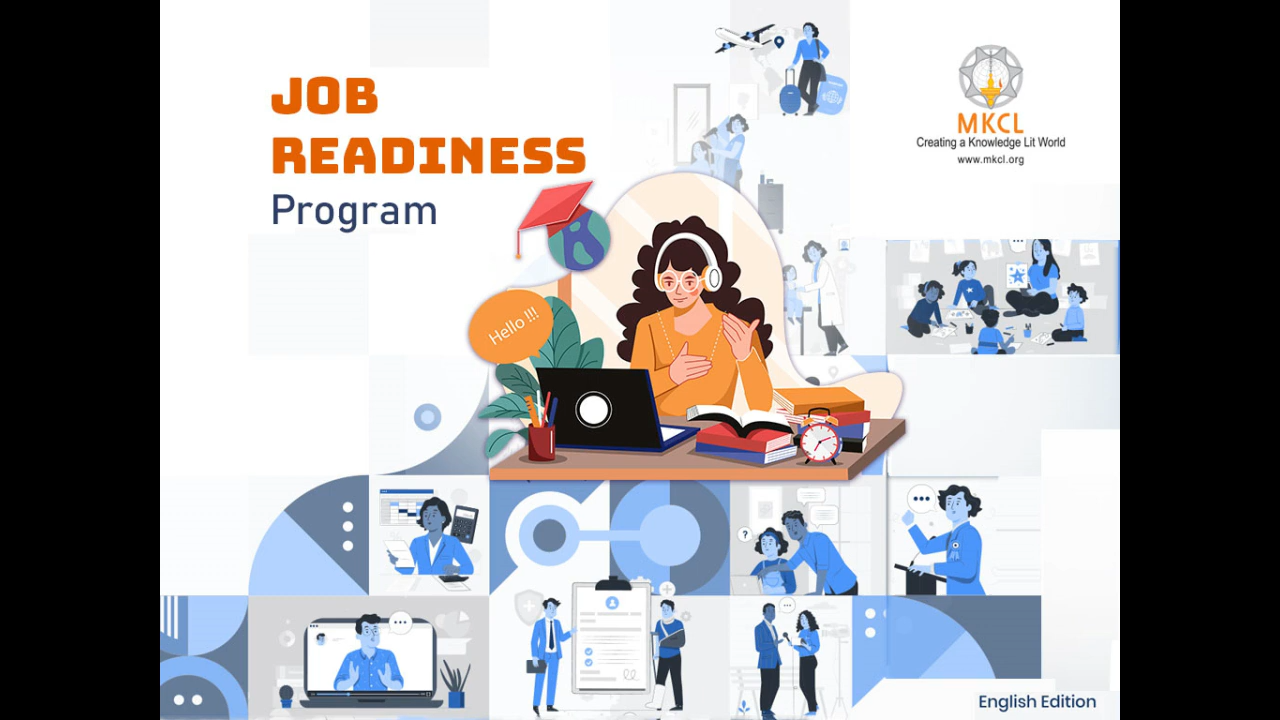 JOB
READINESS
Program
MKCL
Creating a Knowledge Lit World
www.mkcl.org
Hello !!!
?
English Edition